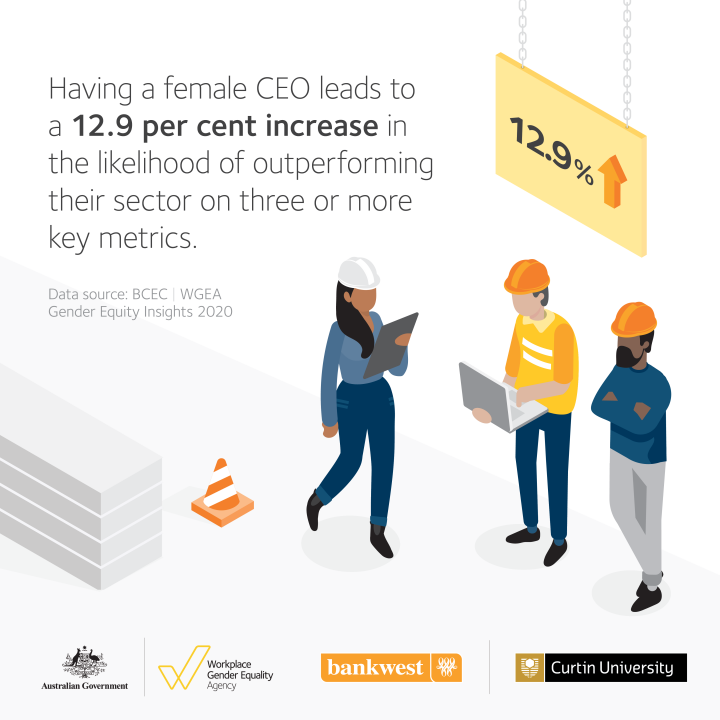 Having a female CEO leads to
a 12.9 per cent increase in
the likelihood of outperforming
their sector on three or more
key metrics.
Data source: BCEC | WGEA
Gender Equity Insights 2020
12.9%
Australian Government
Workplace
Gender Equality
Agency
bankwest
Curtin University